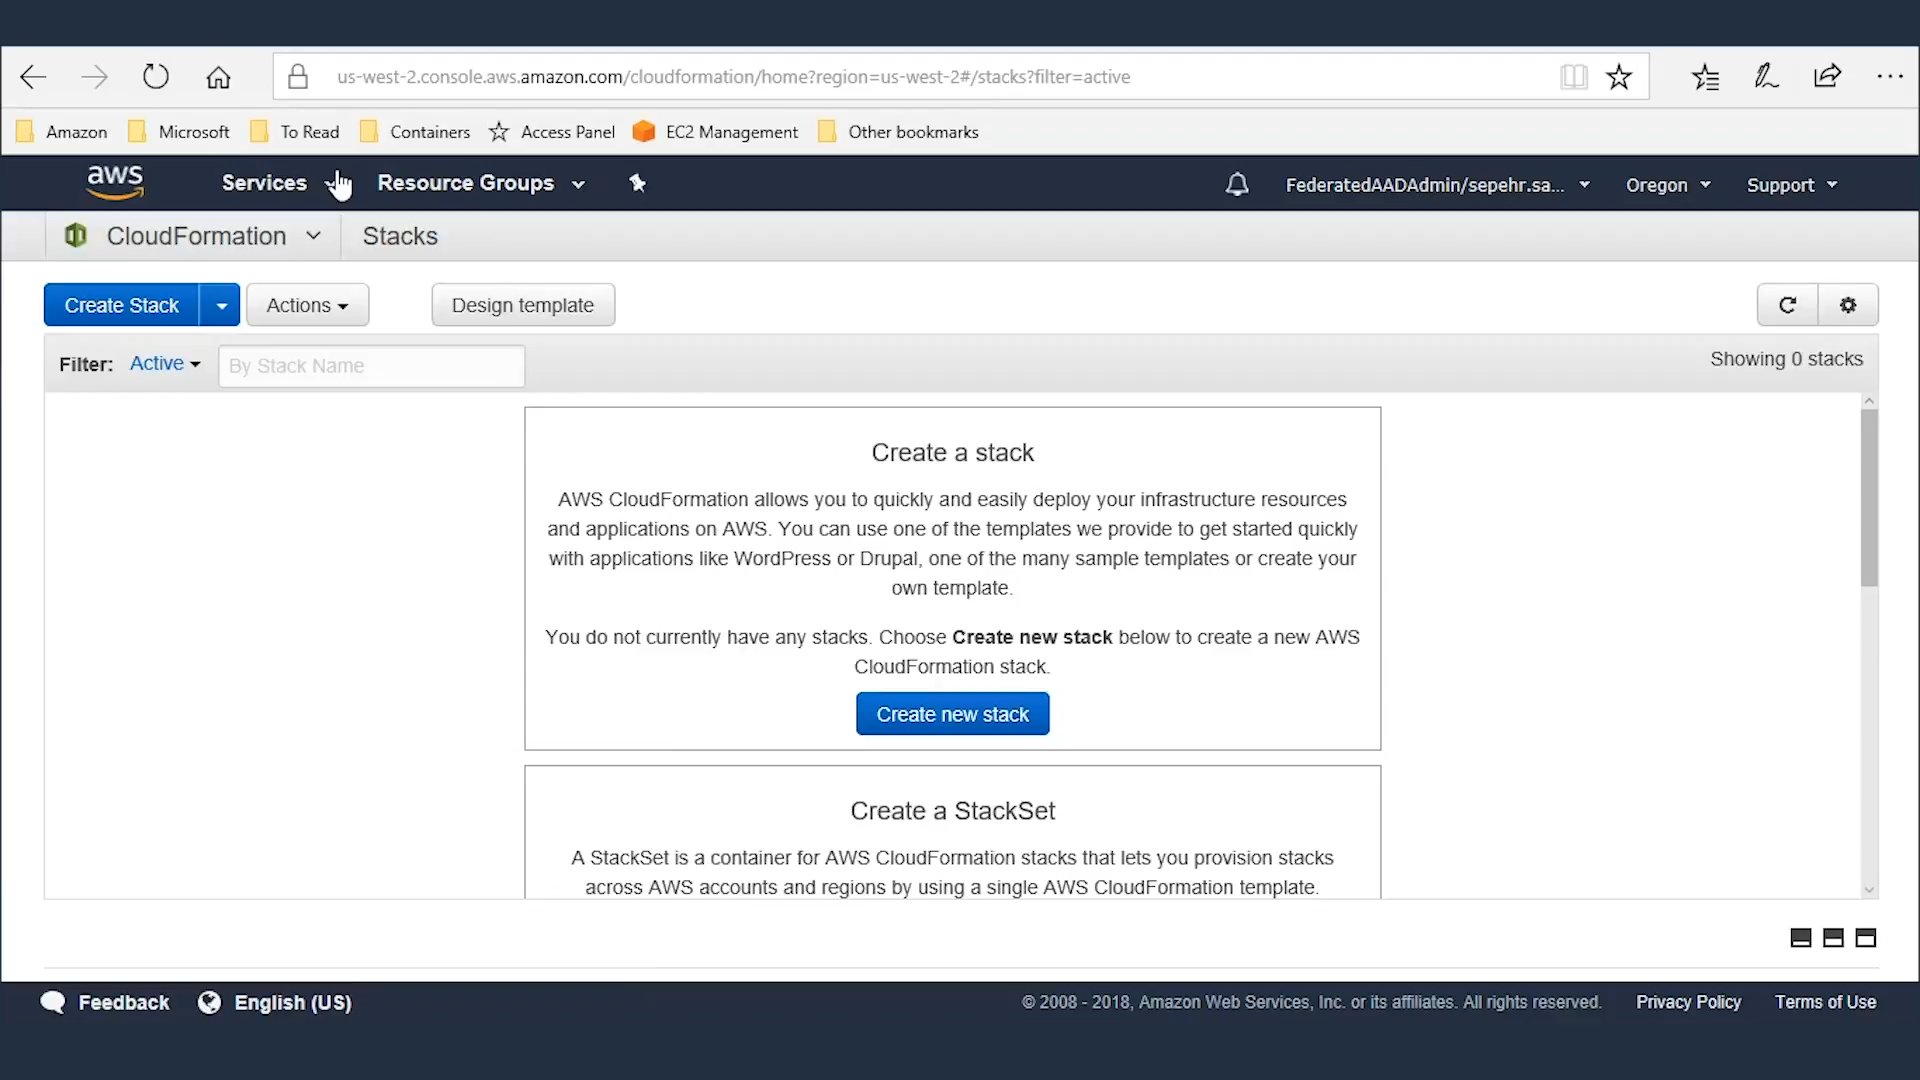 us-west-2.console.aws.amazon.com/cloudformation/home?region=us-west-2#/stacks?filter=active
Amazon Microsoft To Read Containers Access Panel EC2 Management Other bookmarks
aws Services Resource Groups FederatedAADAdmin/sepehr.sa... Oregon Support
CloudFormation Stacks
Create Stack Actions Design template
Filter: Active By Stack Name Showing 0 stacks
Create a stack
AWS CloudFormation allows you to quickly and easily deploy your infrastructure resources
and applications on AWS. You can use one of the templates we provide to get started quickly
with applications like WordPress or Drupal, one of the many sample templates or create your
own template.
You do not currently have any stacks. Choose Create new stack below to create a new AWS
CloudFormation stack.
Create new stack
Create a StackSet
A StackSet is a container for AWS CloudFormation stacks that lets you provision stacks
across AWS accounts and regions by using a single AWS CloudFormation template.
Feedback English (US) © 2008 - 2018, Amazon Web Services, Inc. or its affiliates. All rights reserved. Privacy Policy Terms of Use